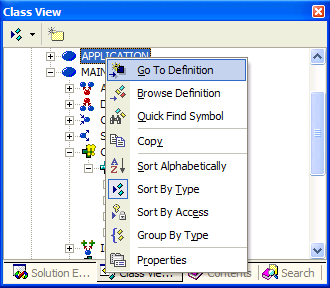 Class View
APPLICATION
MAIN
Go To Definition
Browse Definition
Quick Find Symbol
Copy
Sort Alphabetically
Sort By Type
Sort By Access
Group By Type
Properties
Solution E...
Class Vie...
Contents
Search